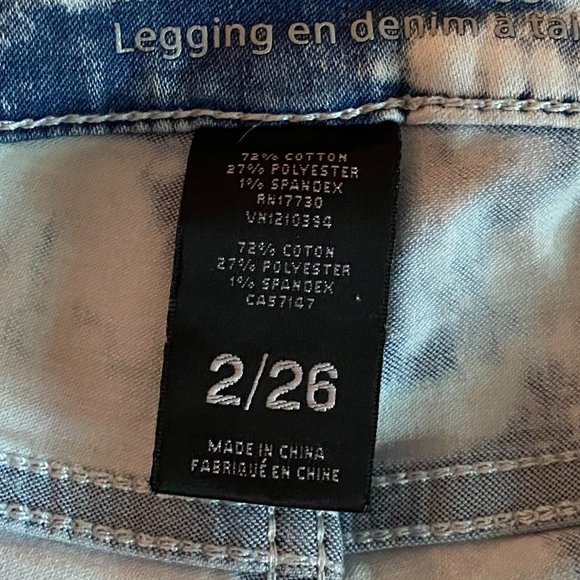 Legging en denim à
72% COTTON
27% POLYESTER
1% SPANDEX
RN17730
VN1210394
72% COTON
27% POLYESTER
1% SPANDEX
CA57147
2/26
MADE IN CHINA
FABRIQUÉ EN CHINE